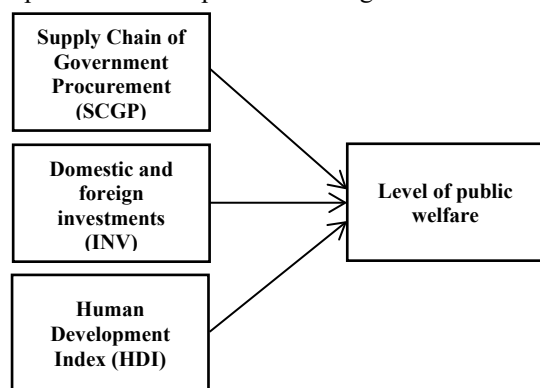 Supply Chain of
Government
Procurement
(SCGP)
Domestic and
foreign
investments
(INV)
Level of public
welfare
Human
Development
Index (HDI)